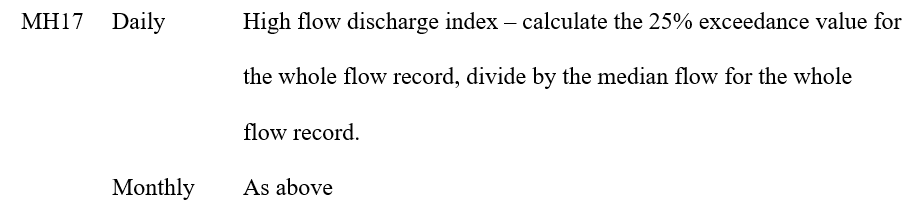 MH17 Daily High flow discharge index – calculate the 25% exceedance value for
the whole flow record, divide by the median flow for the whole
flow record.
Monthly As above